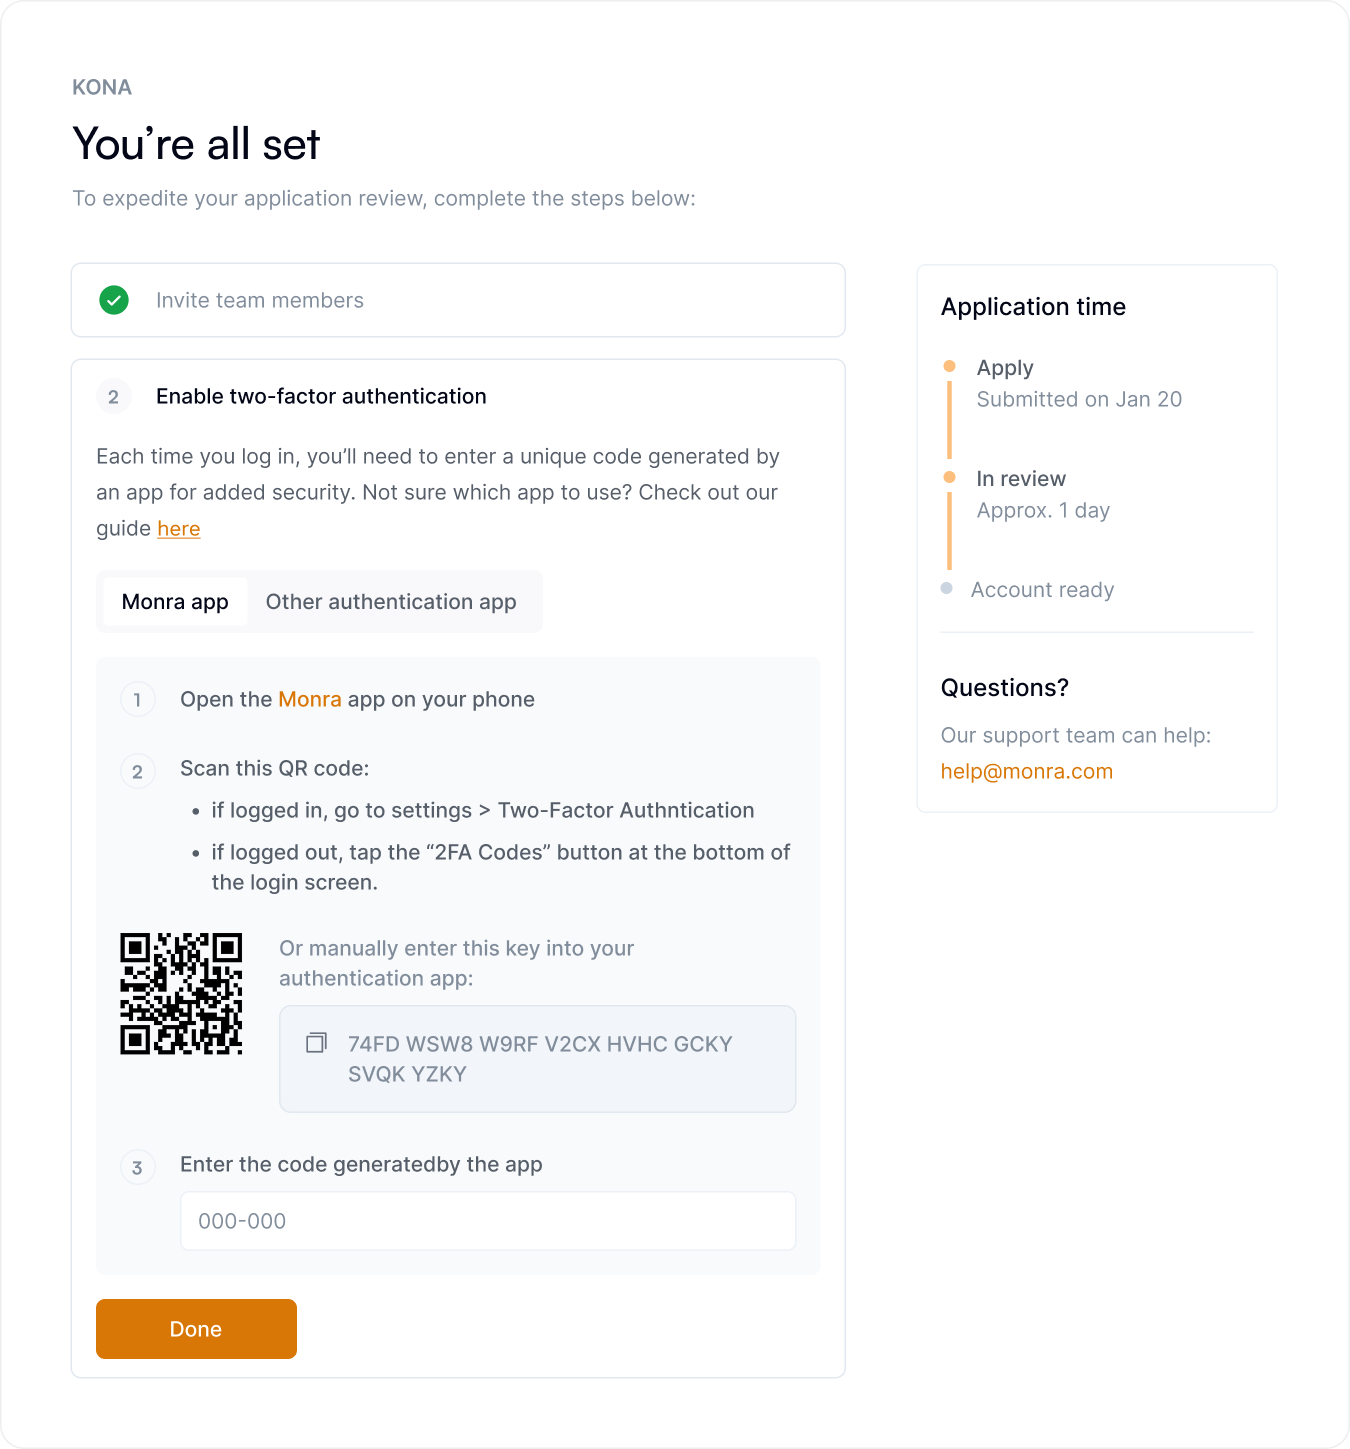 KONA
You’re all set
To expedite your application review, complete the steps below:
Invite team members
2
Enable two-factor authentication
Each time you log in, you’ll need to enter a unique code generated by
an app for added security. Not sure which app to use? Check out our
guide here
Monra app
Other authentication app
1
Open the Monra app on your phone
2
Scan this QR code:
• if logged in, go to settings > Two-Factor Authntication
• if logged out, tap the “2FA Codes” button at the bottom of
the login screen.
Or manually enter this key into your
authentication app:
74FD WSW8 W9RF V2CX HVHC GCKY
SVQK YZKY
3
Enter the code generatedby the app
000-000
Done
Application time
Apply
Submitted on Jan 20
In review
Approx. 1 day
Account ready
Questions?
Our support team can help:
help@monra.com